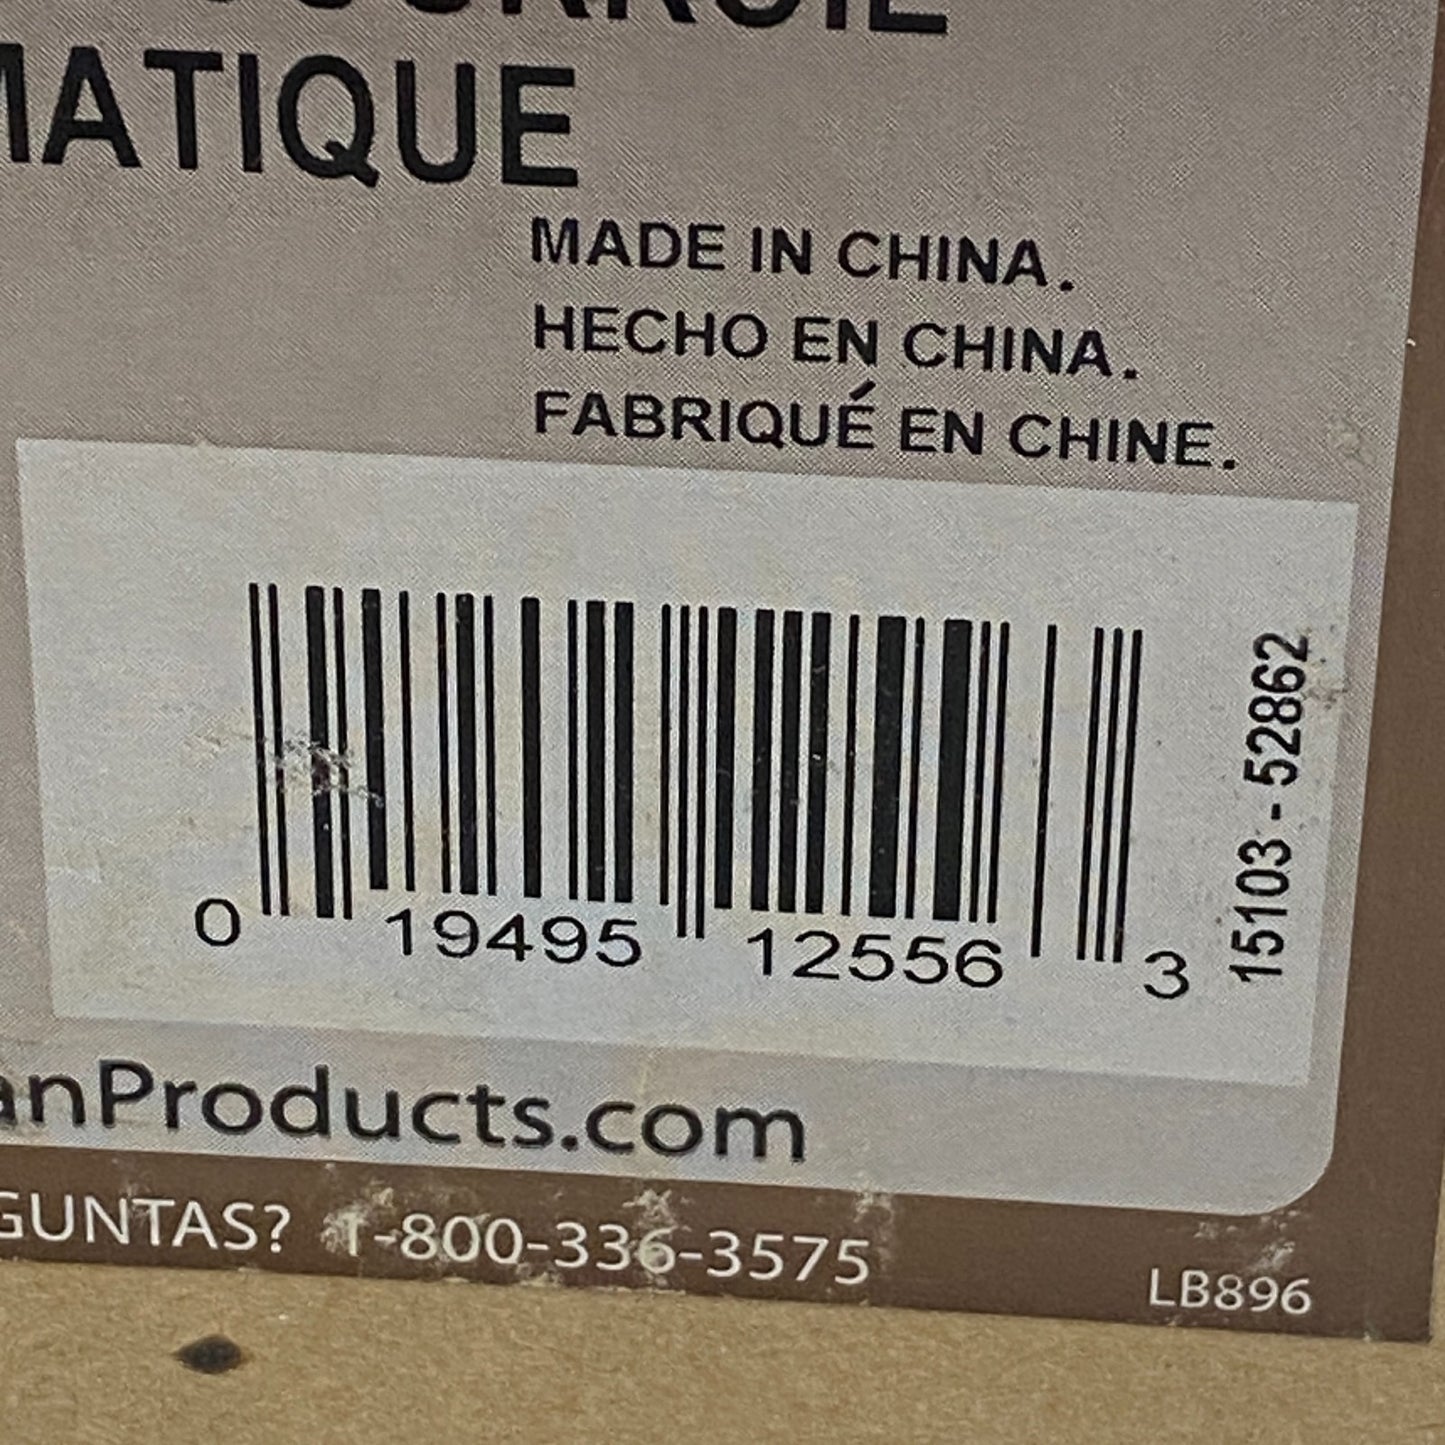 MATIQUE
MADE IN CHINA.
HECHO EN CHINA.
FABRIQUÉ EN CHINE.
0 19495 12556 3
15103 - 52862
anProducts.com
GUNTAS? 1-800-336-3575
LB896